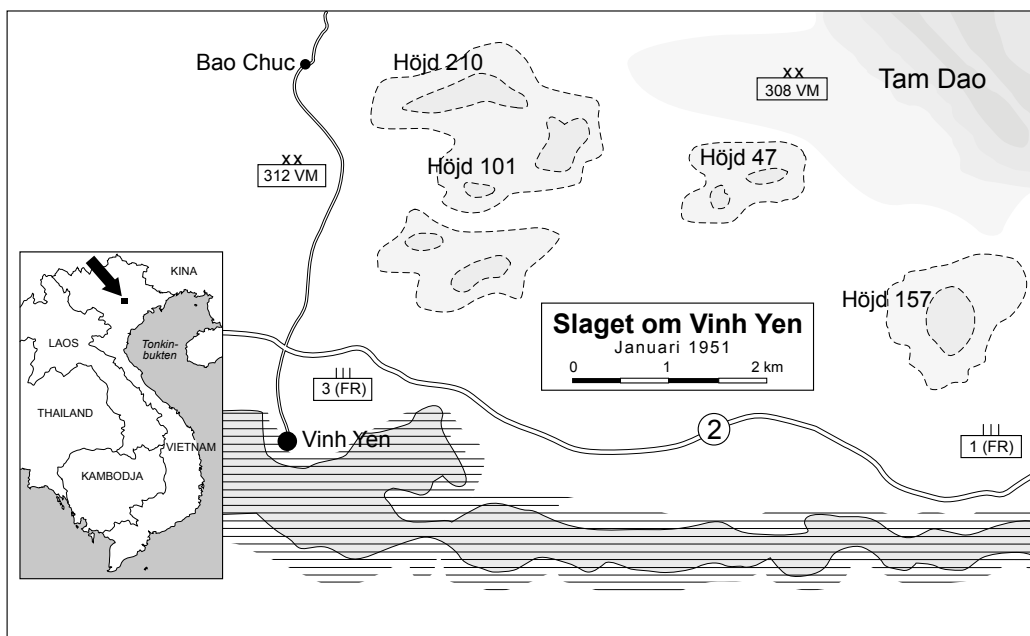 Bao Chuc
Höjd 210
XX
308 VM
Tam Dao
XX
312 VM
Höjd 101
Höjd 47
KINA
LAOS
Tonkin-
bukten
THAILAND
VIETNAM
KAMBODJA
Höjd 157
Slaget om Vinh Yen
Januari 1951
0 1 2 km
III
3 (FR)
Vinh Yen
2
III
1 (FR)